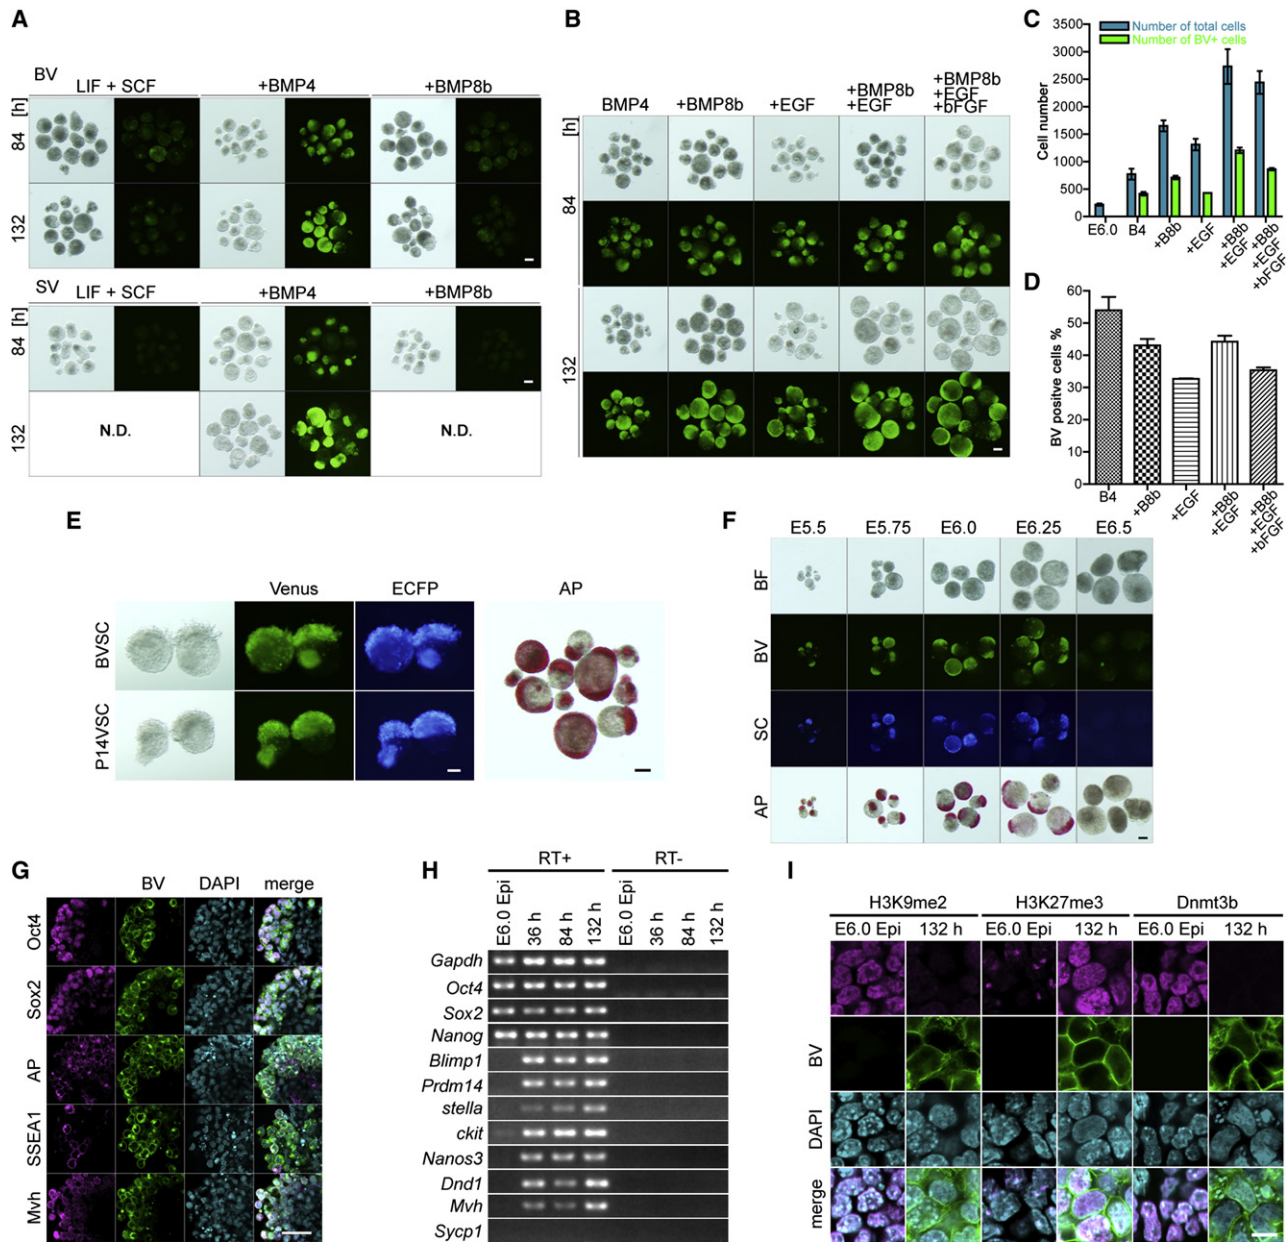 A
BV
LIF + SCF +BMP4 +BMP8b
[h]
84
132
SV
LIF + SCF +BMP4 +BMP8b
[h]
84
132
N.D. N.D.
B
BMP4 +BMP8b +EGF +BMP8b +EGF +BMP8b +EGF +bFGF
[h]
84
132
C
Number of total cells
Number of BV+ cells
Cell number
3500
3000
2500
2000
1500
1000
500
0
E6.0 B4 +B8b +EGF +B8b +EGF +B8b +EGF +bFGF
D
BV positve cells %
60
50
40
30
20
10
0
B4 +B8b +EGF +B8b +EGF +B8b +EGF +bFGF
E
Venus ECFP AP
BVSC
P14VSC
F
E5.5 E5.75 E6.0 E6.25 E6.5
BF
BV
SC
AP
G
BV DAPI merge
Oct4
Sox2
AP
SSEA1
Mvh
H
RT+ RT-
E6.0 Epi 36 h 84 h 132 h E6.0 Epi 36 h 84 h 132 h
Gapdh
Oct4
Sox2
Nanog
Blimp1
Prdm14
stella
ckit
Nanos3
Dnd1
Mvh
Sycp1
I
H3K9me2 H3K27me3 Dnmt3b
E6.0 Epi 132 h E6.0 Epi 132 h E6.0 Epi 132 h
BV
DAPI
merge